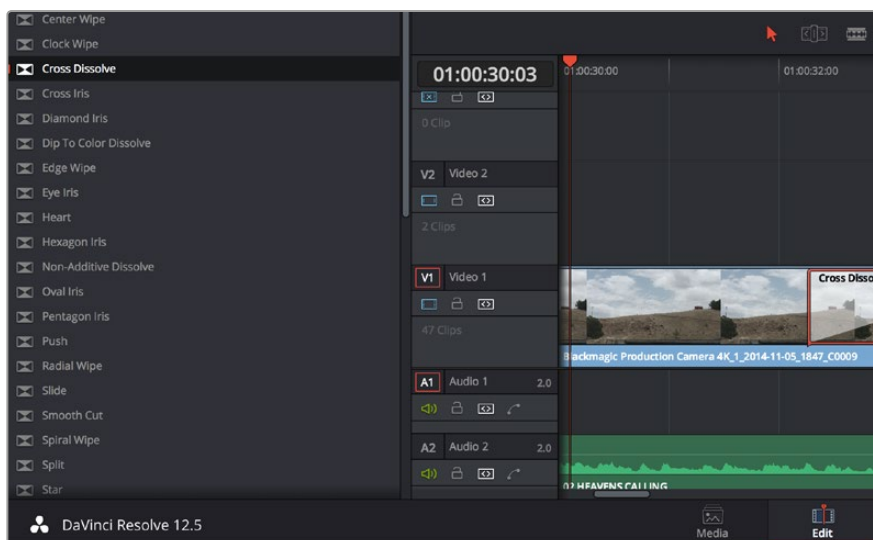 Center Wipe
Clock Wipe
Cross Dissolve
Cross Iris
Diamond Iris
Dip To Color Dissolve
Edge Wipe
Eye Iris
Heart
Hexagon Iris
Non-Additive Dissolve
Oval Iris
Pentagon Iris
Push
Radial Wipe
Slide
Smooth Cut
Spiral Wipe
Split
Star
01:00:30:03
01:00:30:00
01:00:32:00
0 Clip
V2 Video 2
2 Clips
V1 Video 1
47 Clips
Cross Disso
Blackmagic Production Camera 4K_1_2014-11-05_1847_C0009
A1 Audio 1 2.0
A2 Audio 2 2.0
02 HEAVENS CALLING
DaVinci Resolve 12.5
Media
Edit